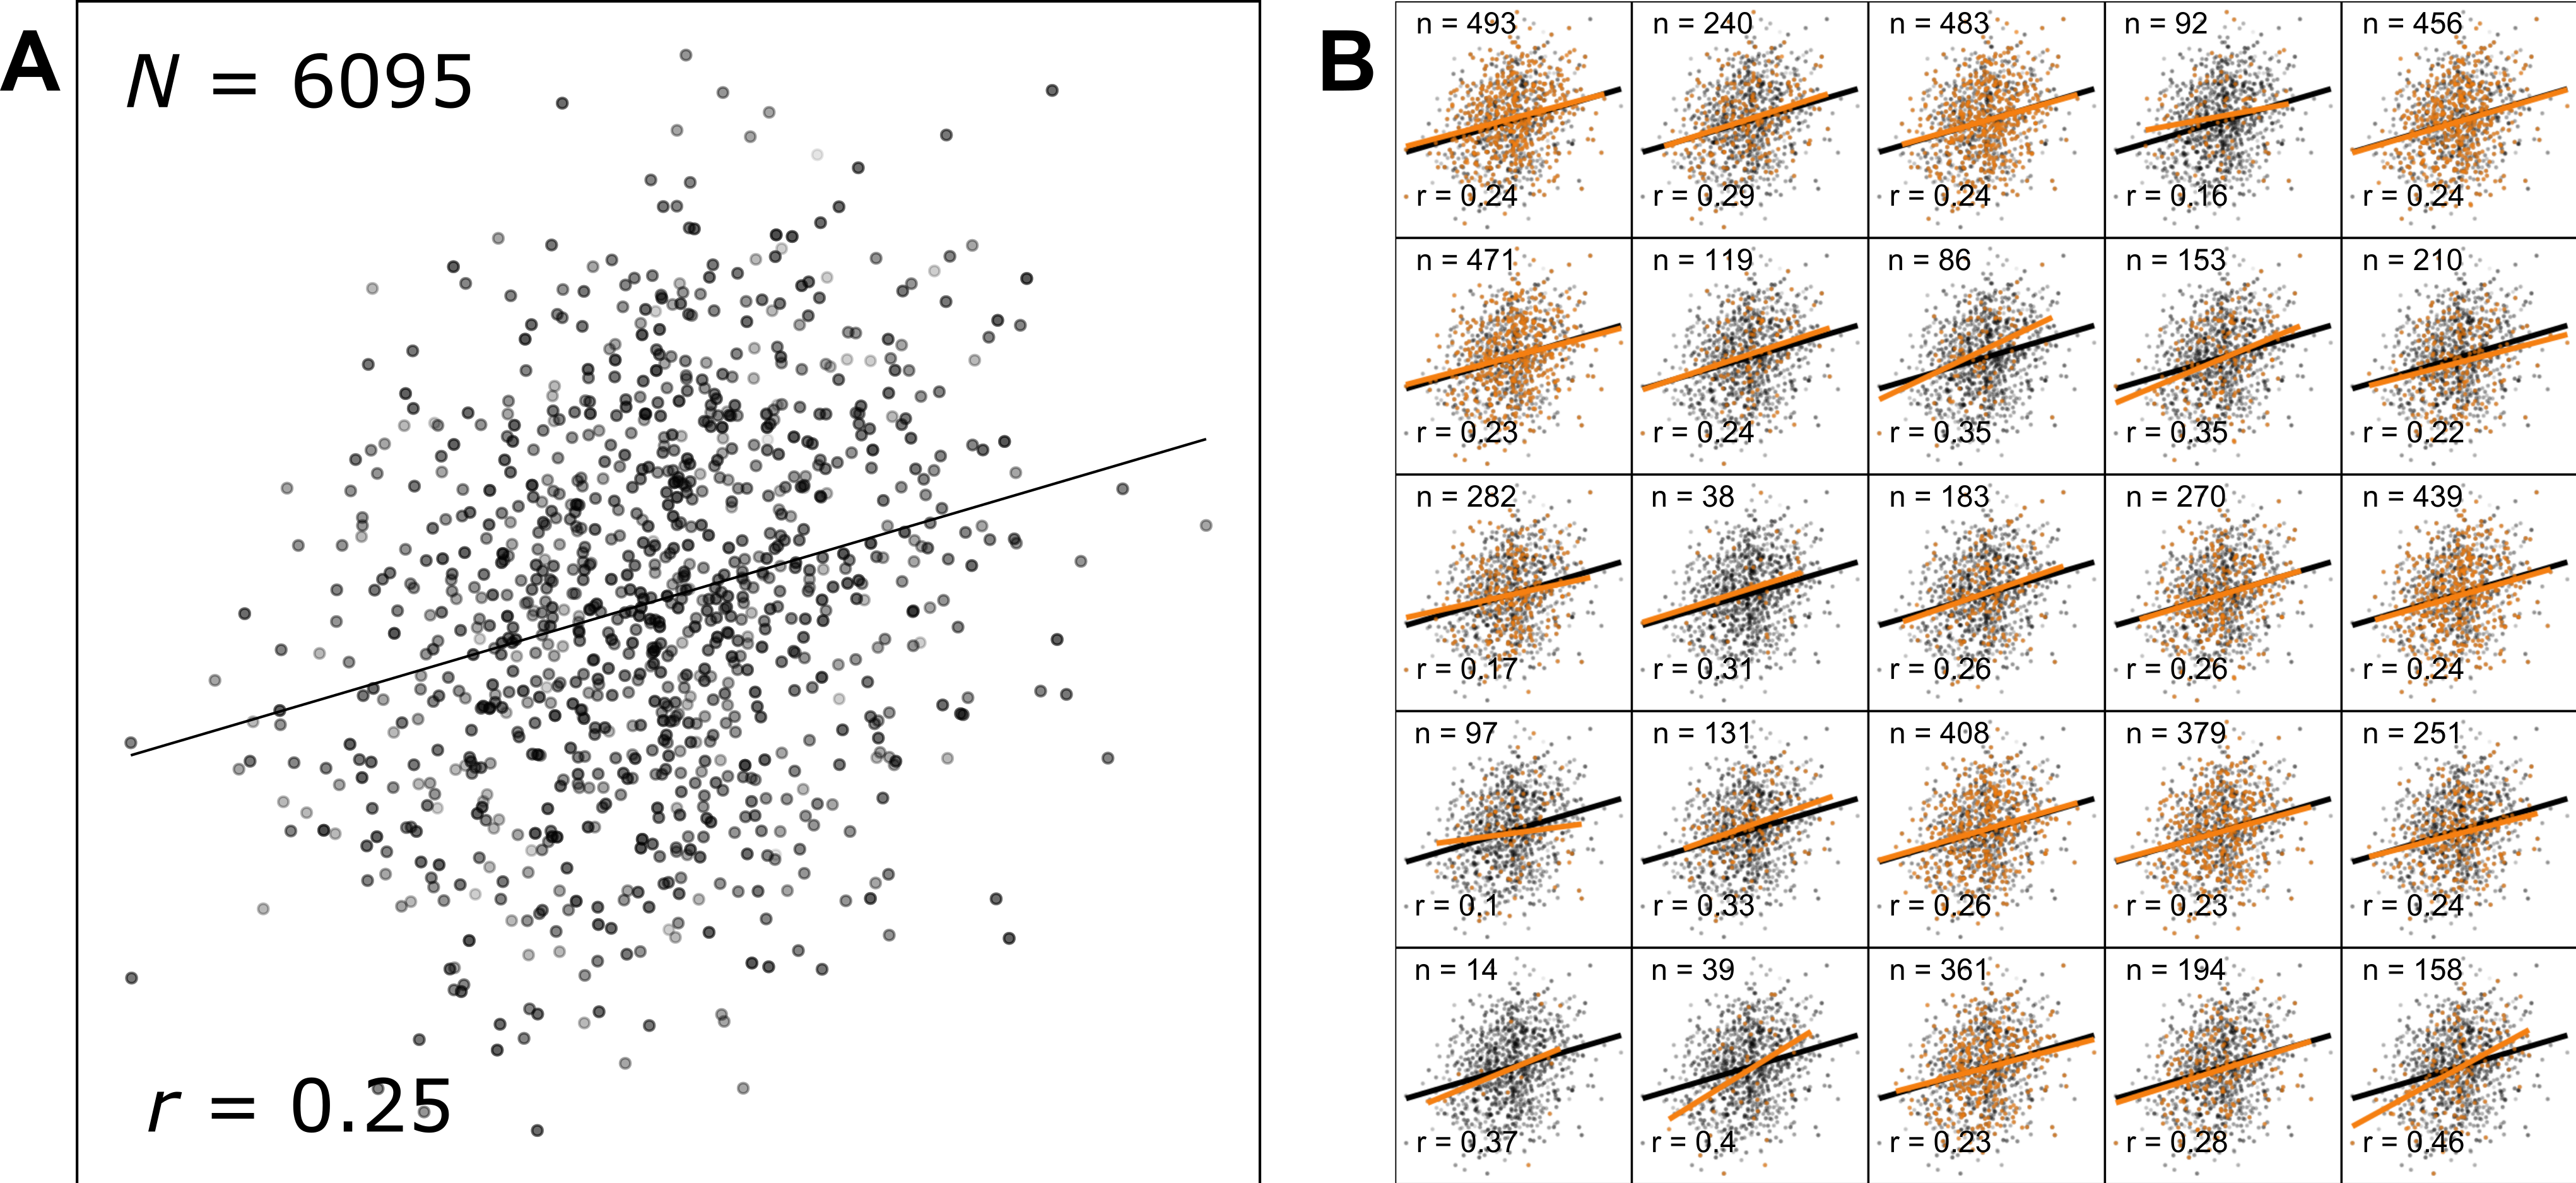 A
N = 6095
r = 0.25
B
n = 493
r = 0.24
n = 240
r = 0.29
n = 483
r = 0.24
n = 92
r = 0.16
n = 456
r = 0.24
n = 471
r = 0.23
n = 119
r = 0.24
n = 86
r = 0.35
n = 153
r = 0.35
n = 210
r = 0.22
n = 282
r = 0.17
n = 38
r = 0.31
n = 183
r = 0.26
n = 270
r = 0.26
n = 439
r = 0.24
n = 97
r = 0.1
n = 131
r = 0.33
n = 408
r = 0.26
n = 379
r = 0.23
n = 251
r = 0.24
n = 14
r = 0.37
n = 39
r = 0.4
n = 361
r = 0.23
n = 194
r = 0.28
n = 158
r = 0.46